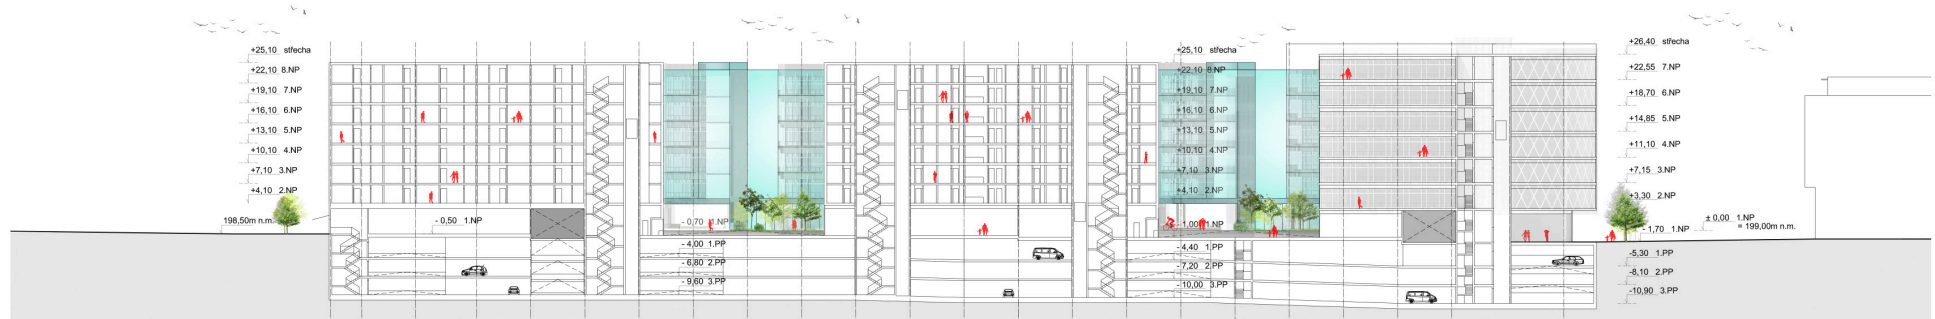 +25,10 střecha
+22,10 8.NP
+19,10 7.NP
+16,10 6.NP
+13,10 5.NP
+10,10 4.NP
+7,10 3.NP
+4,10 2.NP
198,50m n.m.
- 0,50 1.NP
- 0,70 1.NP
- 4,00 1.PP
- 6,80 2.PP
- 9,60 3.PP
+25,10 střecha
+22,10 8.NP
+19,10 7.NP
+16,10 6.NP
+13,10 5.NP
+10,10 4.NP
+7,10 3.NP
+4,10 2.NP
- 1,00 1.NP
- 4,40 1.PP
- 7,20 2.PP
- 10,00 3.PP
+26,40 střecha
+22,55 7.NP
+18,70 6.NP
+14,85 5.NP
+11,10 4.NP
+7,15 3.NP
+3,30 2.NP
- 1,70 1.NP
± 0,00 1.NP
= 199,00m n.m.
-5,30 1.PP
-8,10 2.PP
-10,90 3.PP